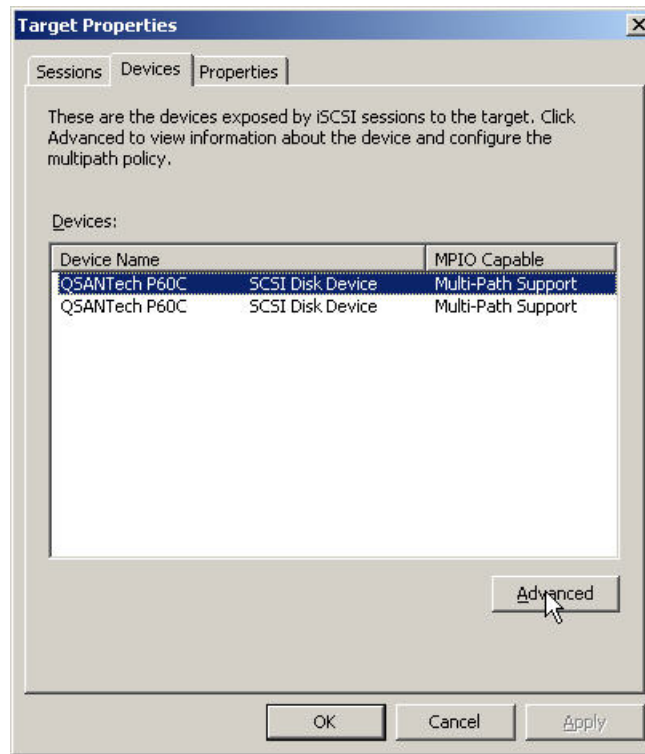 Target Properties
Sessions Devices Properties
These are the devices exposed by iSCSI sessions to the target. Click
Advanced to view information about the device and configure the
multipath policy.
Devices:
Device Name MPIO Capable
QSANTech P60C SCSI Disk Device Multi-Path Support
QSANTech P60C SCSI Disk Device Multi-Path Support
Advanced
OK Cancel Apply